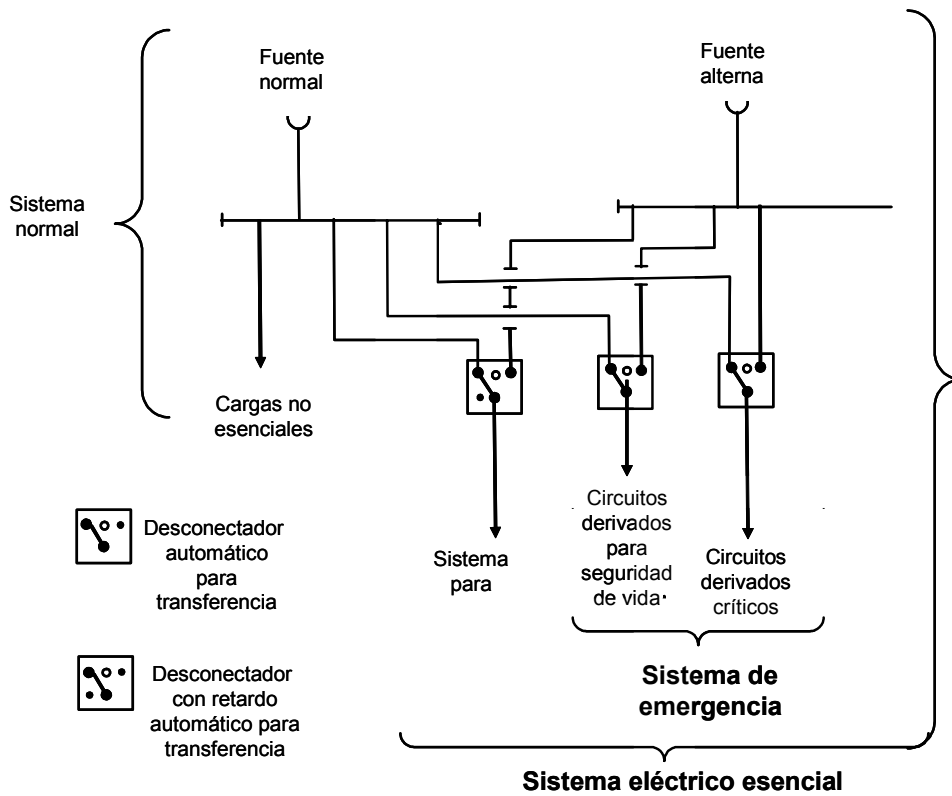 Fuente
normal
Fuente
alterna
Sistema
normal
Cargas no
esenciales
Desconectador
automático
para
transferencia
Sistema
para
Circuitos
derivados
para
seguridad
de vida
Circuitos
derivados
críticos
Desconectador
con retardo
automático para
transferencia
Sistema de
emergencia
Sistema eléctrico esencial